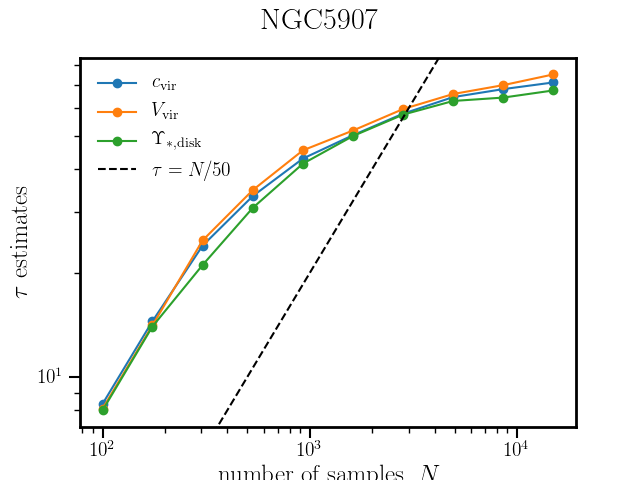 NGC5907
c_vir
V_vir
Υ_*,disk
τ = N/50
τ estimates
10^1
10^2
10^3
10^4
number of samples, N